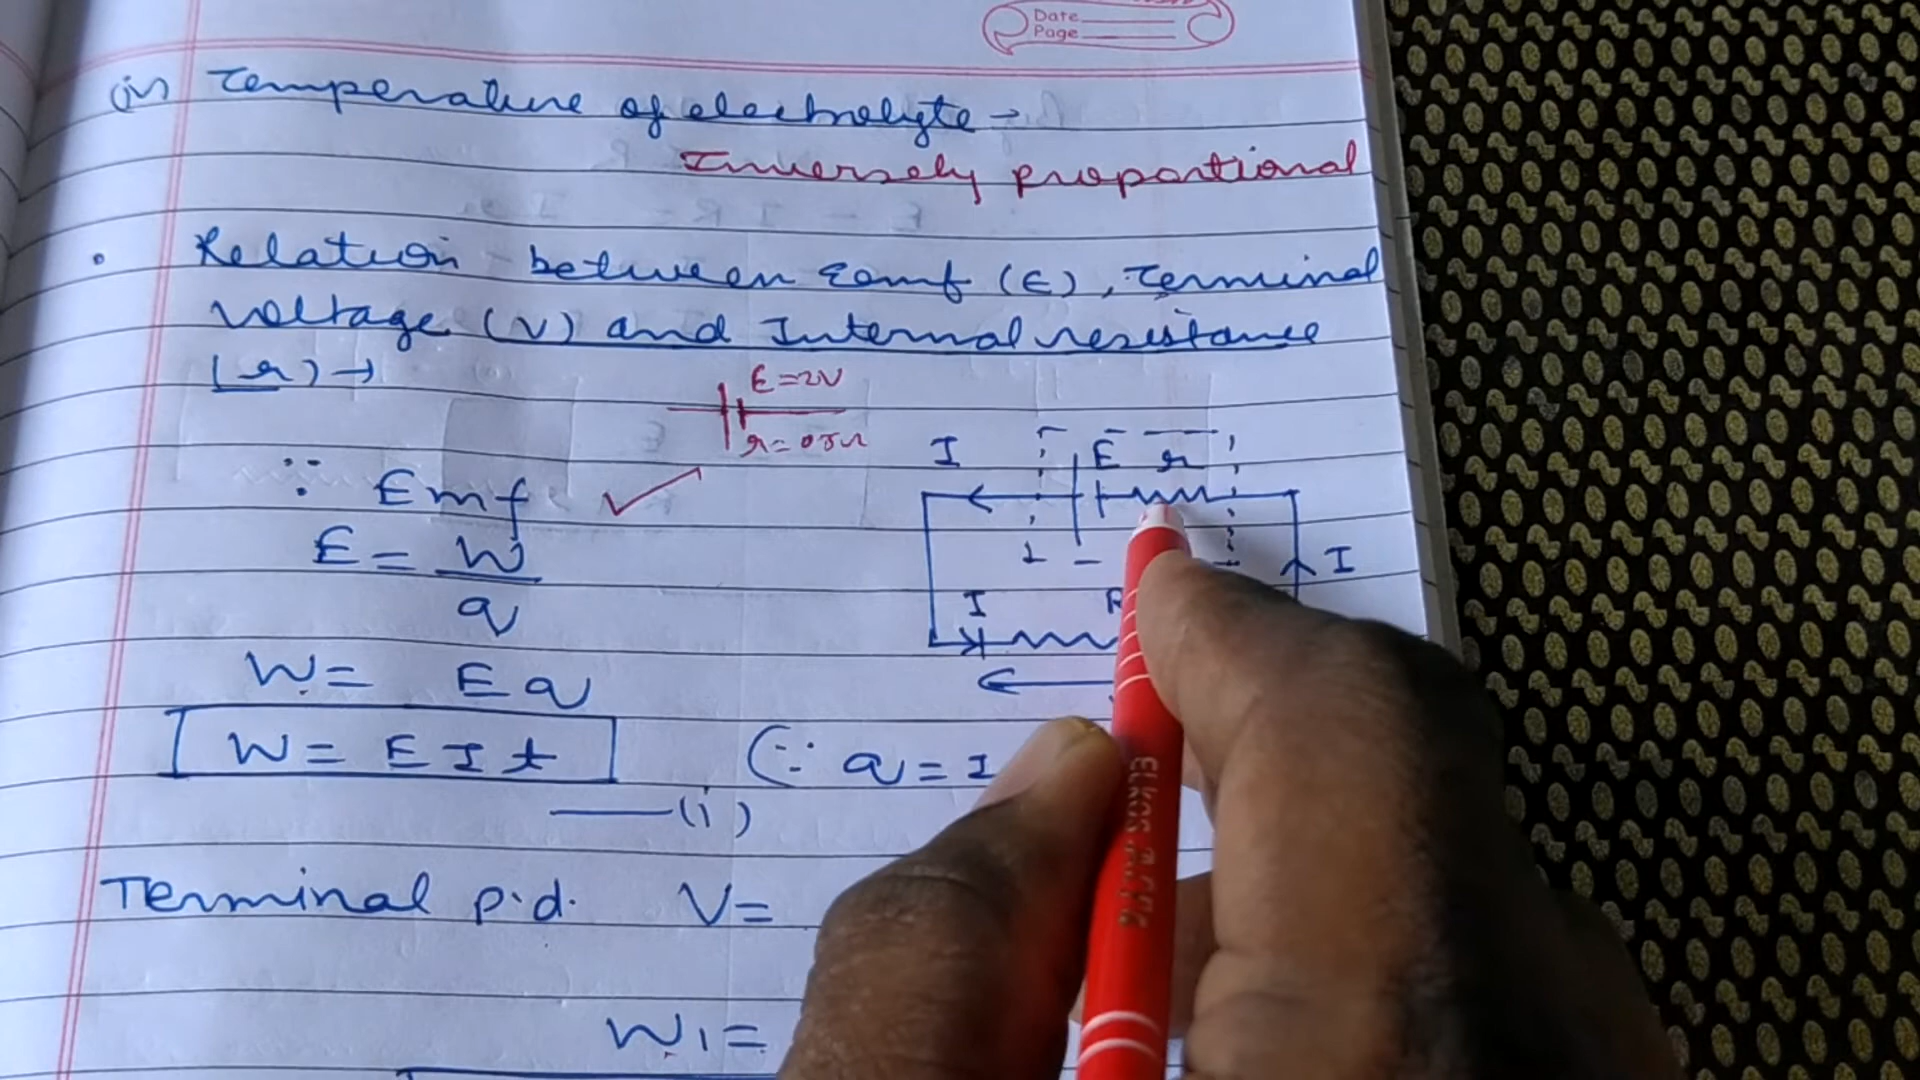 Date
Page
(iv) Temperature of electrolyte →
Inversely proportional
• Relation between Eemf (E), Terminal
voltage (V) and Internal resistance
(r) →
E=2V
r=0.5Ω
I E r
∵ Emf
E = W
q
I
I R
W = Eq
W = EIt (∵ q = I
(i)
Terminal p.d. V=
W1=